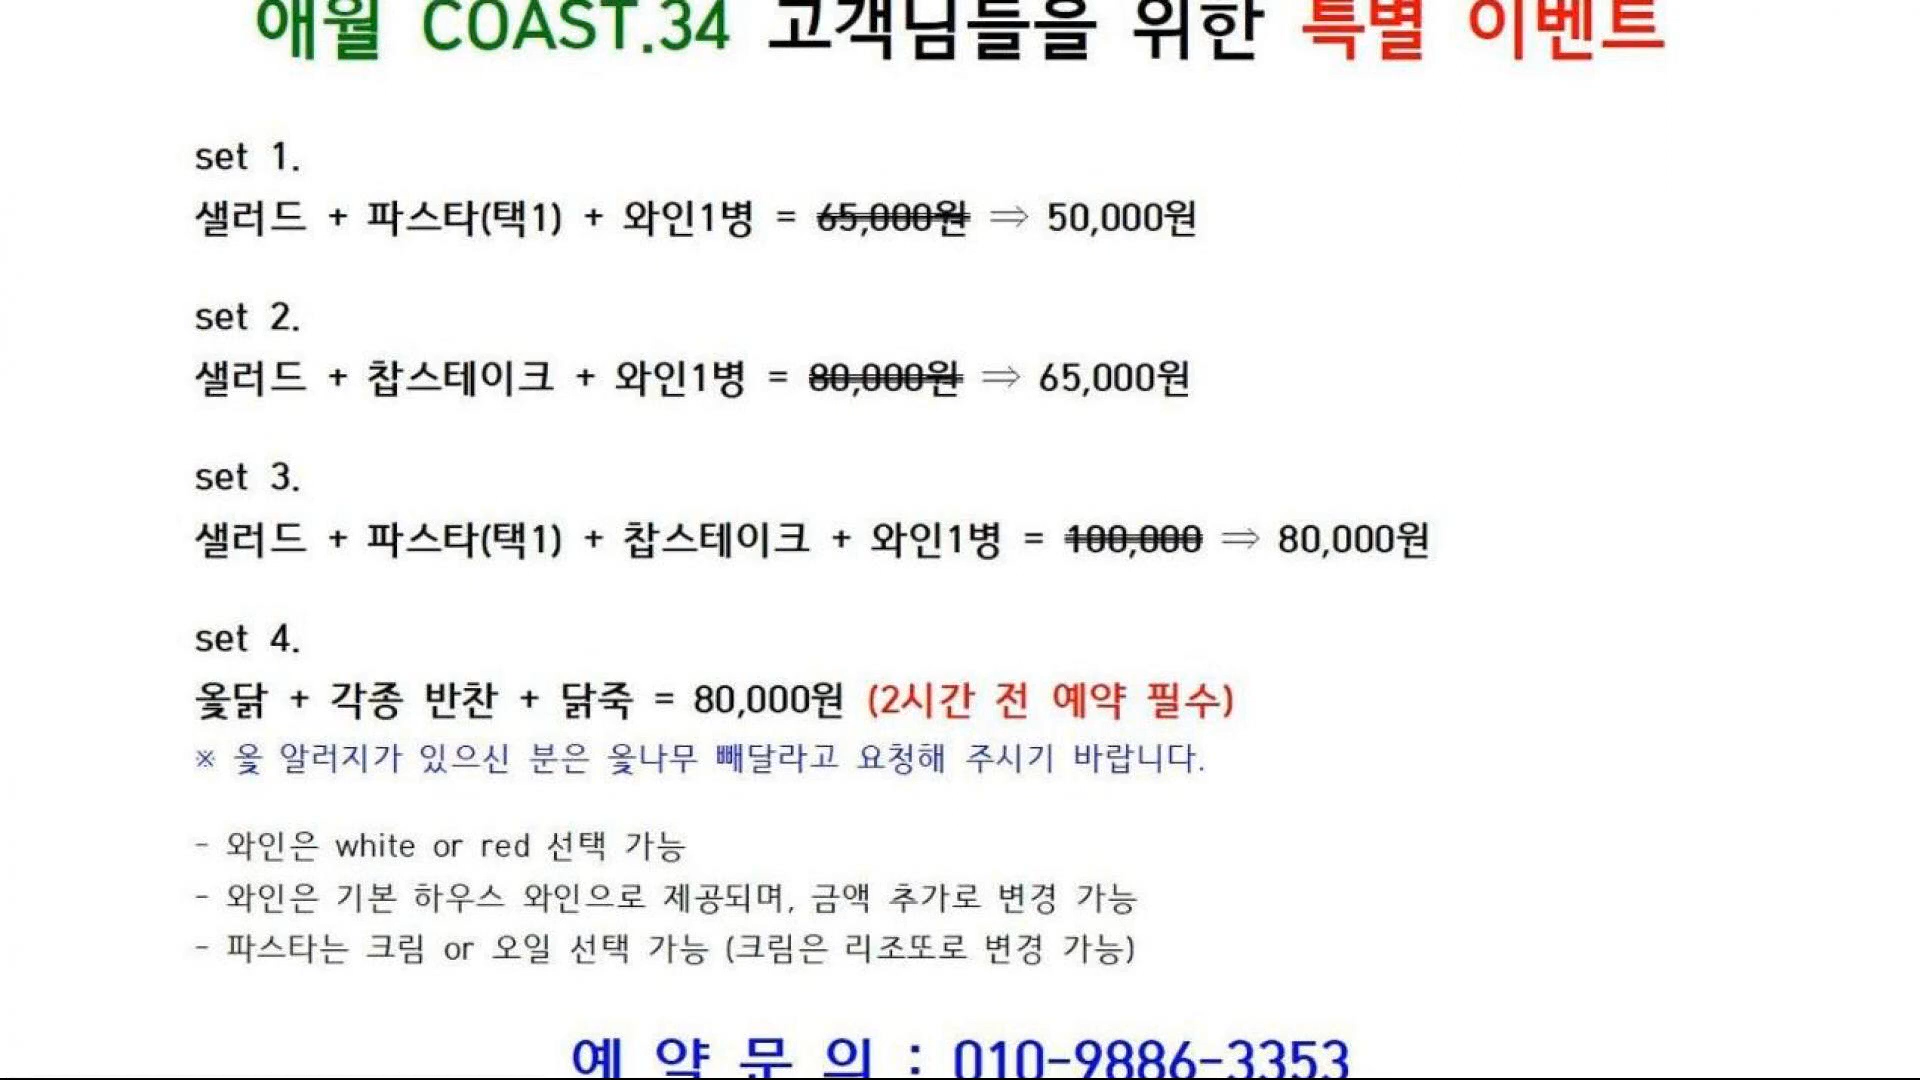 애월 COAST.34 고객님들을 위한 특별 이벤트
set 1.
샐러드 + 파스타(택1) + 와인1병 = 65,000원 ⇒ 50,000원
set 2.
샐러드 + 찹스테이크 + 와인1병 = 80,000원 ⇒ 65,000원
set 3.
샐러드 + 파스타(택1) + 찹스테이크 + 와인1병 = 100,000 ⇒ 80,000원
set 4.
옻닭 + 각종 반찬 + 닭죽 = 80,000원 (2시간 전 예약 필수)
※ 옻 알러지가 있으신 분은 옻나무 빼달라고 요청해 주시기 바랍니다.
- 와인은 white or red 선택 가능
- 와인은 기본 하우스 와인으로 제공되며, 금액 추가로 변경 가능
- 파스타는 크림 or 오일 선택 가능 (크림은 리조또로 변경 가능)
예 약 문 의 : 010-9886-3353